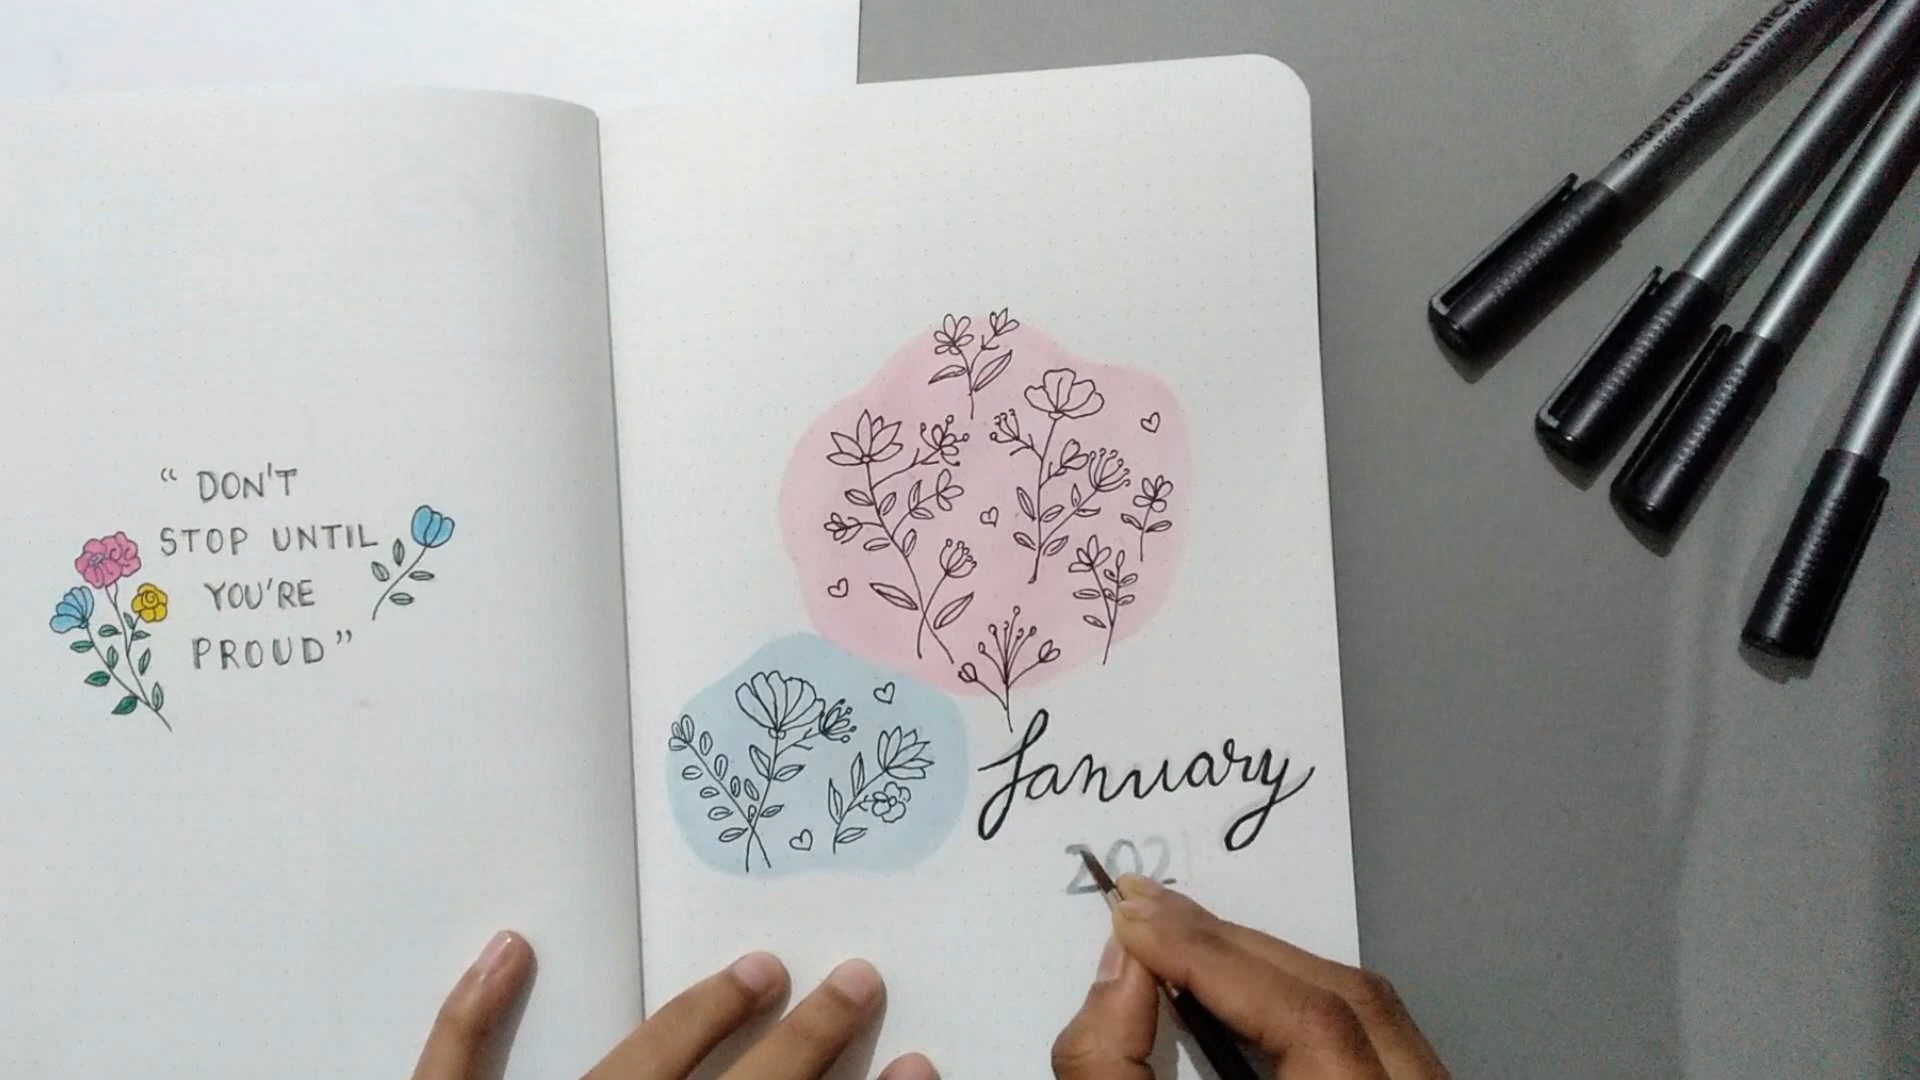 “ DON'T
STOP UNTIL
YOU'RE
PROUD ”
January
2021